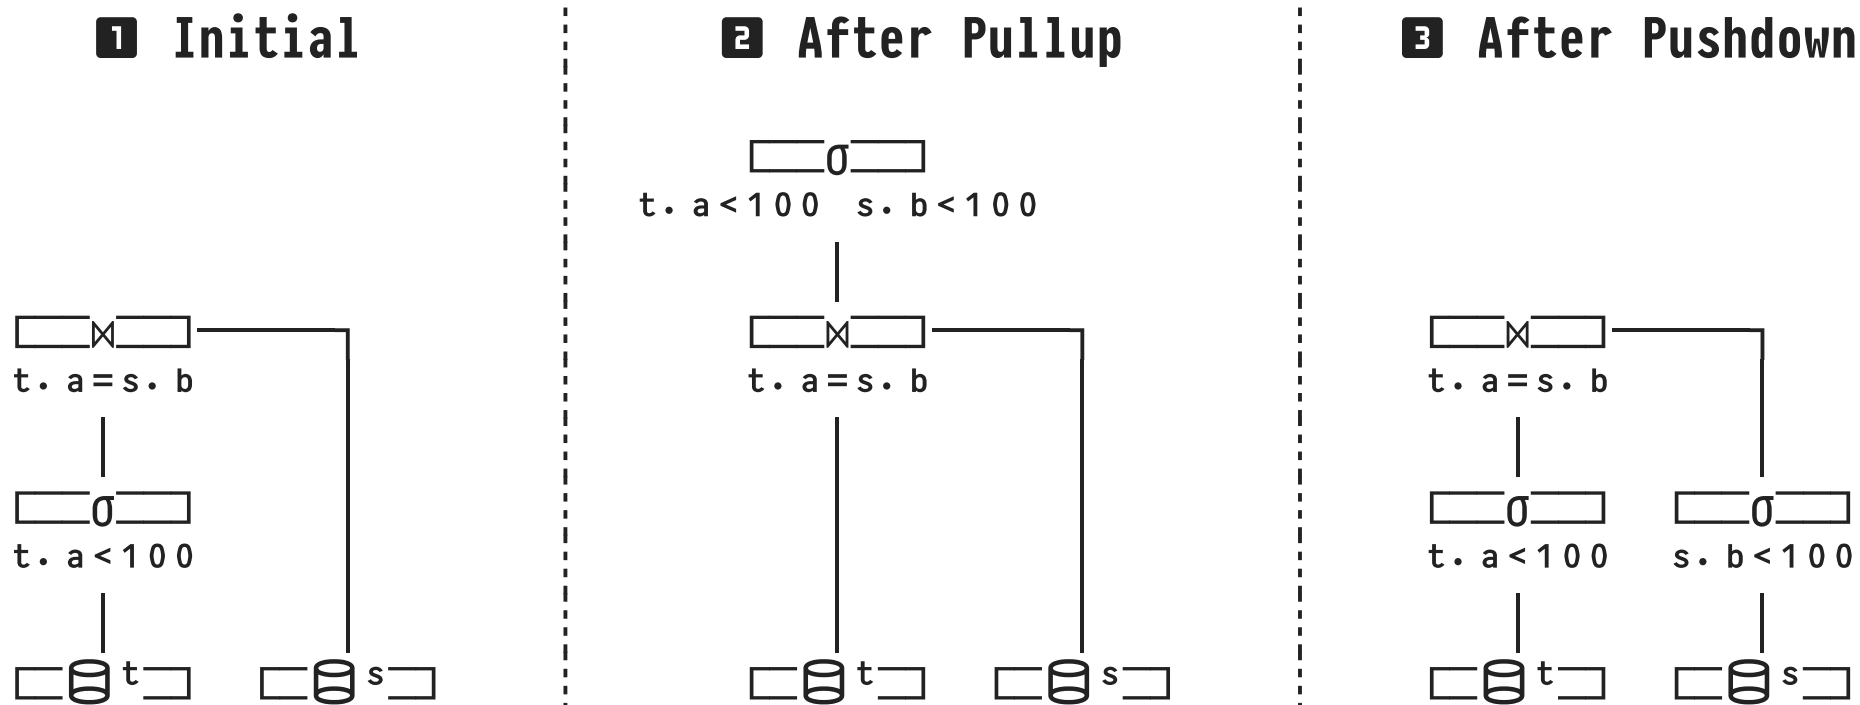 1 Initial
⋈
t.a=s.b
σ
t.a<100
t
s
2 After Pullup
σ
t.a<100 s.b<100
⋈
t.a=s.b
t
s
3 After Pushdown
⋈
t.a=s.b
σ
σ
t.a<100
s.b<100
t
s